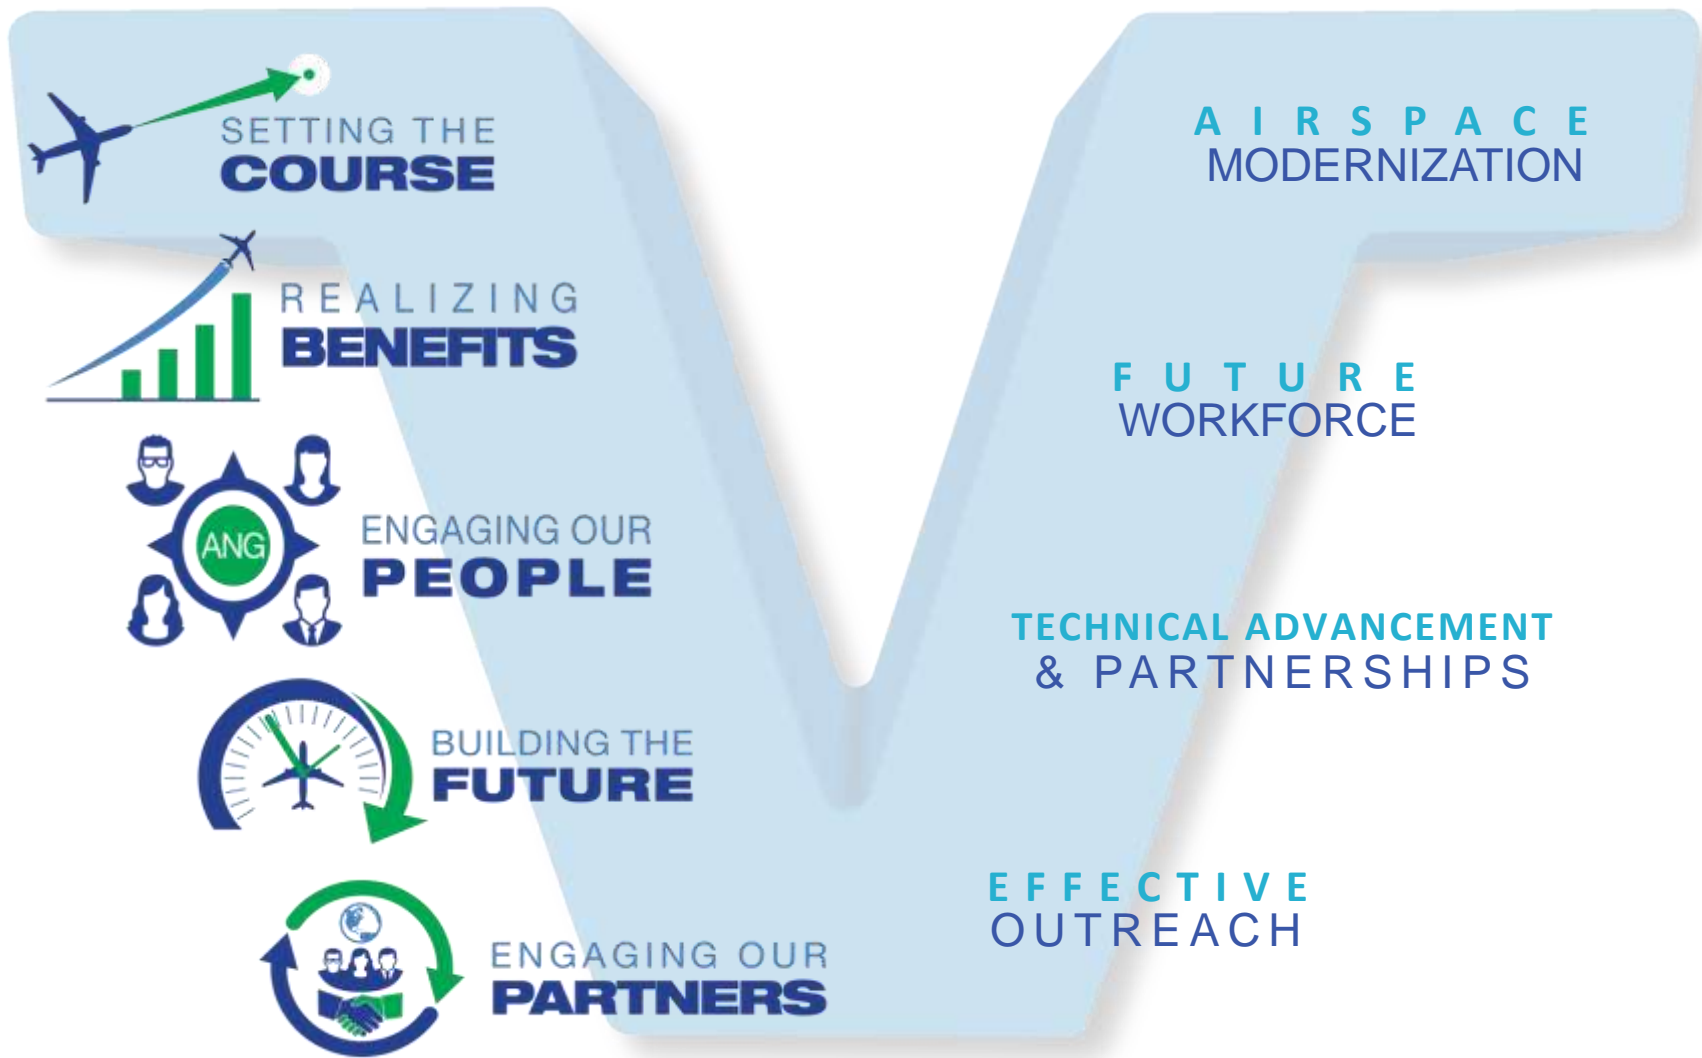 SETTING THE
COURSE
REALIZING
BENEFITS
ANG
ENGAGING OUR
PEOPLE
BUILDING THE
FUTURE
ENGAGING OUR
PARTNERS
AIRSPACE
MODERNIZATION
FUTURE
WORKFORCE
TECHNICAL ADVANCEMENT
& PARTNERSHIPS
EFFECTIVE
OUTREACH